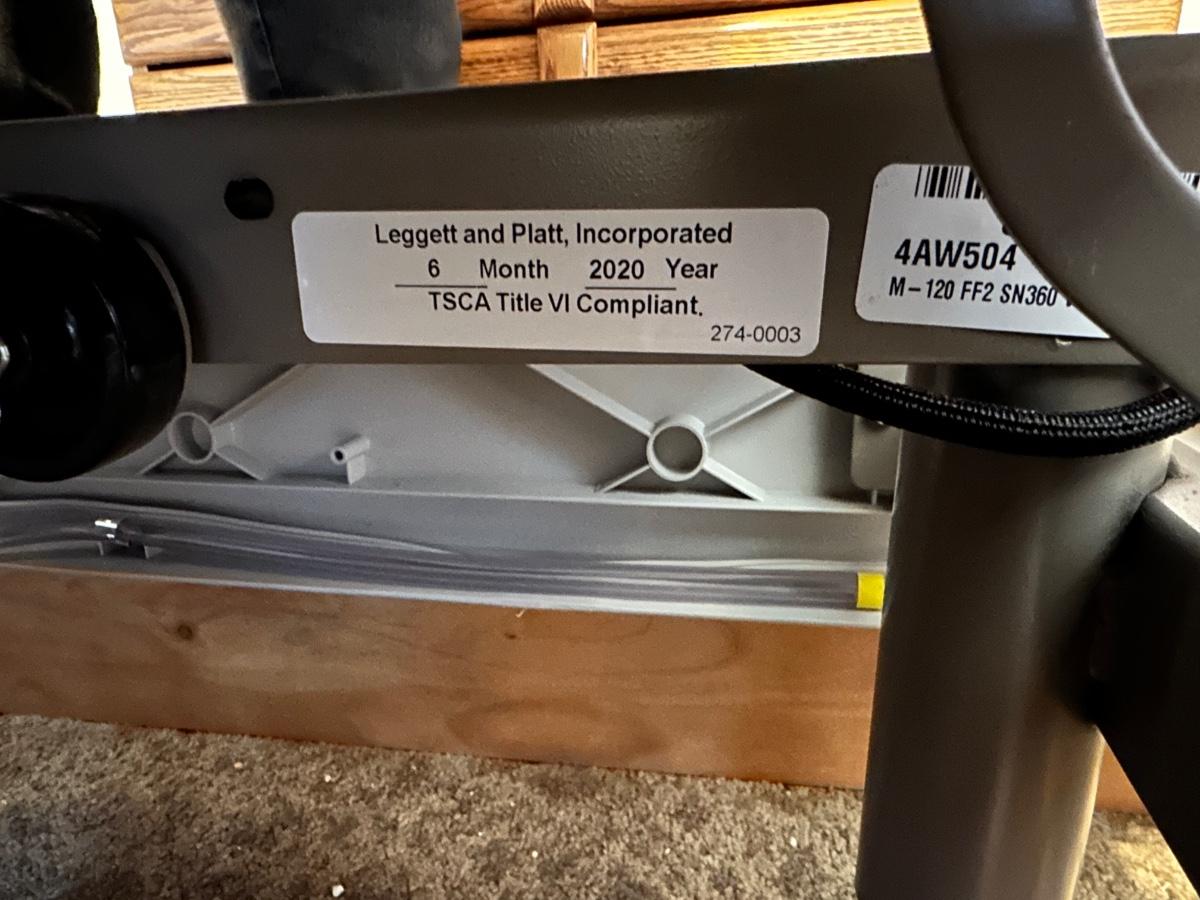 Leggett and Platt, Incorporated
6 Month 2020 Year
TSCA Title VI Compliant.
274-0003
4AW504
M-120 FF2 SN360